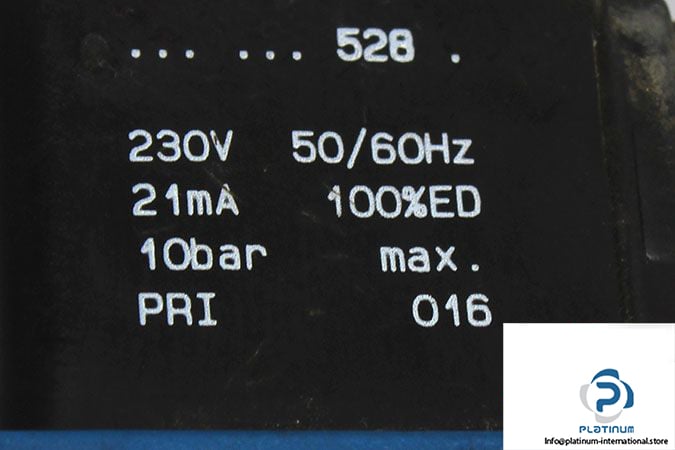 ... ... 528 .
230V 50/60Hz
21mA 100%ED
10bar max.
PRI 016
PLATINUM
Info@platinum-international.store